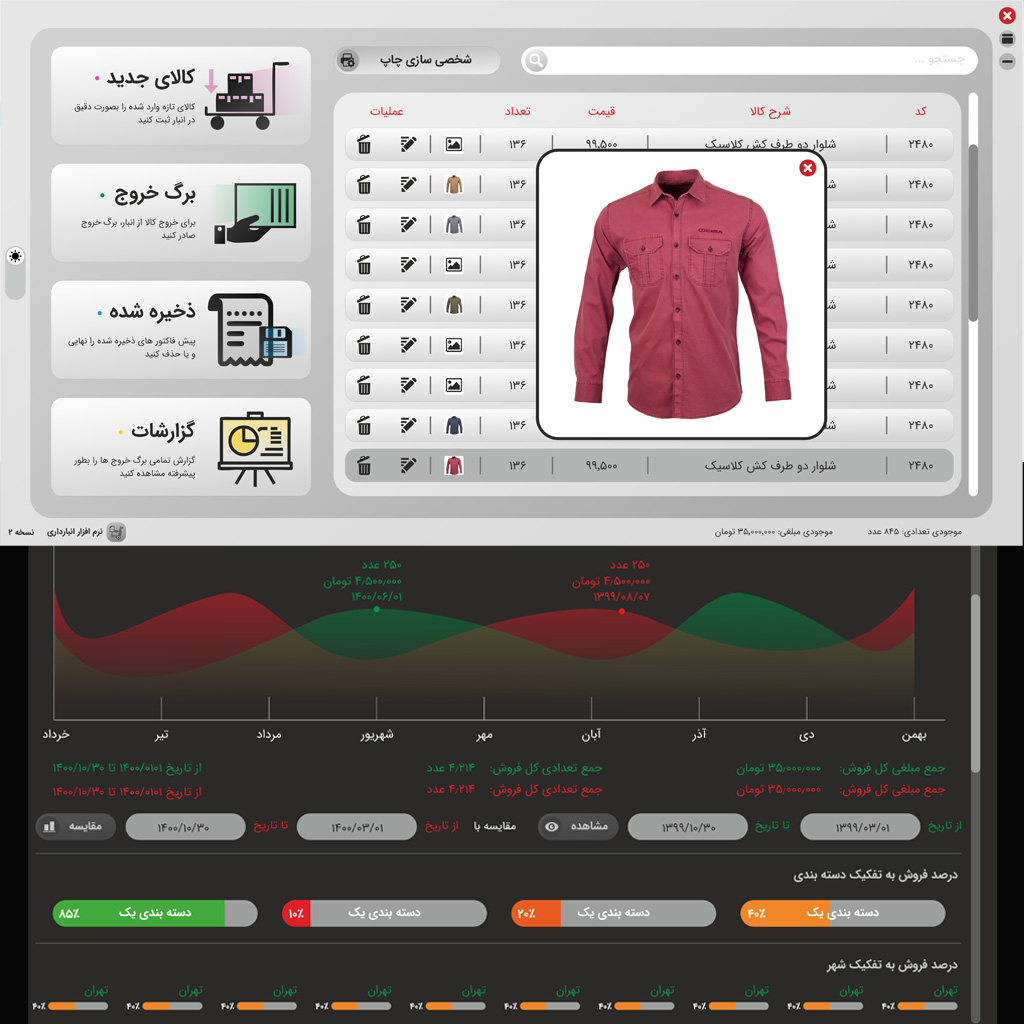 جستجو ...
شخصی سازی چاپ
کد شرح کالا قیمت تعداد عملیات
۲۴۸۰ شلوار دو طرف کش کلاسیک ۹۹,۵۰۰ ۱۳۶
۲۴۸۰ ۱۳۶
۲۴۸۰ ۱۳۶
۲۴۸۰ ۱۳۶
۲۴۸۰ ۱۳۶
۲۴۸۰ ۱۳۶
۲۴۸۰ ۱۳۶
۲۴۸۰ ۱۳۶
۲۴۸۰ شلوار دو طرف کش کلاسیک ۹۹,۵۰۰ ۱۳۶
کالای جدید
کالای تازه وارد شده را بصورت دقیق
در انبار ثبت کنید
برگ خروج
برای خروج کالا از انبار، برگ خروج
صادر کنید
ذخیره شده
پیش فاکتور های ذخیره شده را نهایی
و یا حذف کنید
گزارشات
گزارش تمامی برگ خروج ها را بطور
پیشرفته مشاهده کنید
موجودی تعدادی: ۸۴۵ عدد موجودی مبلغی: ۳۵,۰۰۰,۰۰۰ تومان
نرم افزار انبارداری نسخه ۲
۲۵۰ عدد
۴٫۵۰۰٫۰۰۰ تومان
۱۳۹۹/۰۸/۰۷
۲۵۰ عدد
۴٫۵۰۰٫۰۰۰ تومان
۱۴۰۰/۰۶/۰۱
بهمن دی آذر آبان مهر شهریور مرداد تیر خرداد
جمع مبلغی کل فروش: ۳۵٫۰۰۰٫۰۰۰ تومان جمع تعدادی کل فروش: ۴٫۲۱۴ عدد از تاریخ ۱۴۰۰/۰۱۰۱ تا ۱۴۰۰/۱۰/۳۰
جمع مبلغی کل فروش: ۳۵٫۰۰۰٫۰۰۰ تومان جمع تعدادی کل فروش: ۴٫۲۱۴ عدد از تاریخ ۱۴۰۰/۰۱۰۱ تا ۱۴۰۰/۱۰/۳۰
از تاریخ ۱۳۹۹/۰۳/۰۱ تا تاریخ ۱۳۹۹/۱۰/۳۰ مشاهده مقایسه با از تاریخ ۱۴۰۰/۰۳/۰۱ تا تاریخ ۱۴۰۰/۱۰/۳۰ مقایسه
درصد فروش به تفکیک دسته بندی
دسته بندی یک ۴۰٪ دسته بندی یک ۲۰٪ دسته بندی یک ۱۰٪ دسته بندی یک ۸۵٪
درصد فروش به تفکیک شهر
تهران تهران تهران تهران تهران تهران تهران تهران تهران تهران
۴۰٪ ۴۰٪ ۴۰٪ ۴۰٪ ۴۰٪ ۴۰٪ ۴۰٪ ۴۰٪ ۴۰٪ ۴۰٪